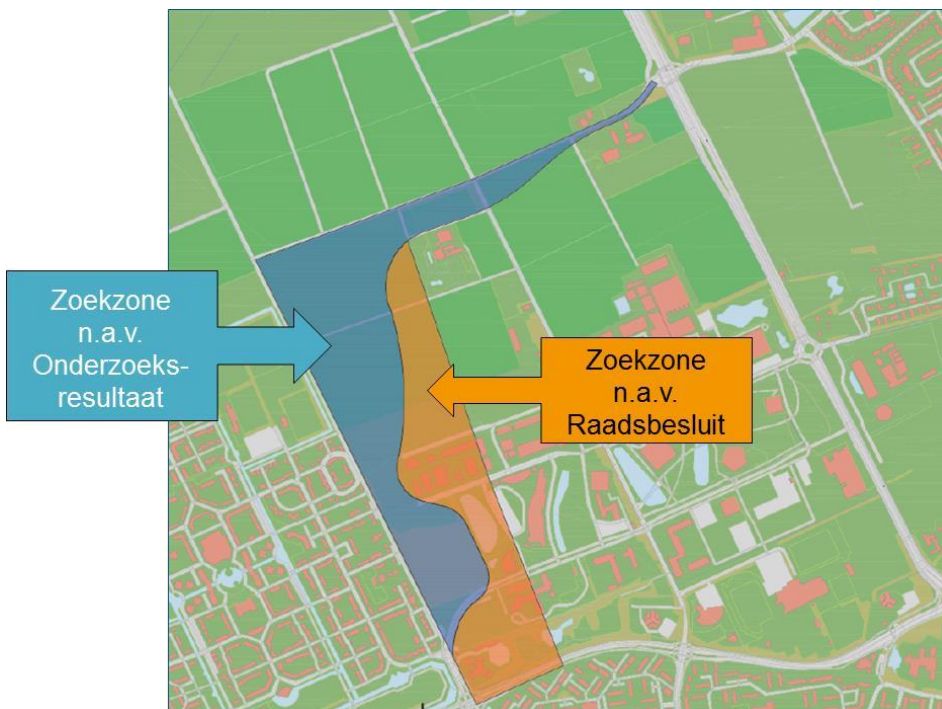 Zoekzone
n.a.v.
Onderzoeks-
resultaat
Zoekzone
n.a.v.
Raadsbesluit